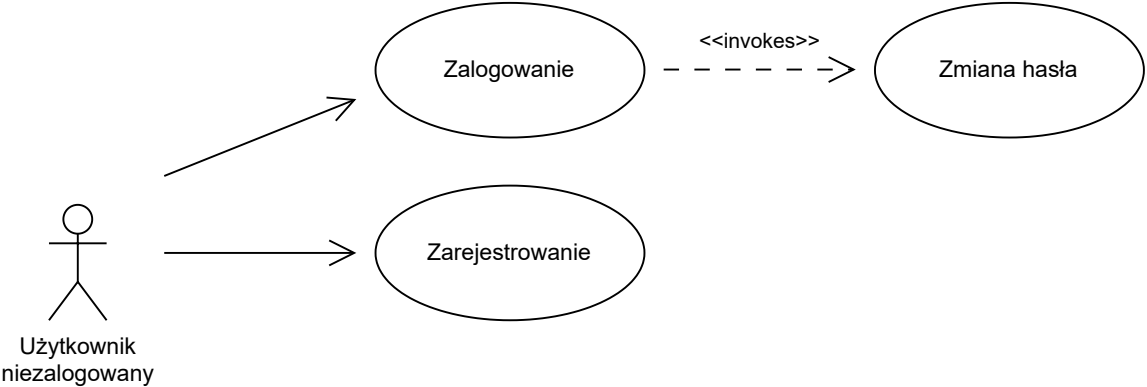 <<invokes>>
Zalogowanie
Zmiana hasła
Zarejestrowanie
Użytkownik
niezalogowany